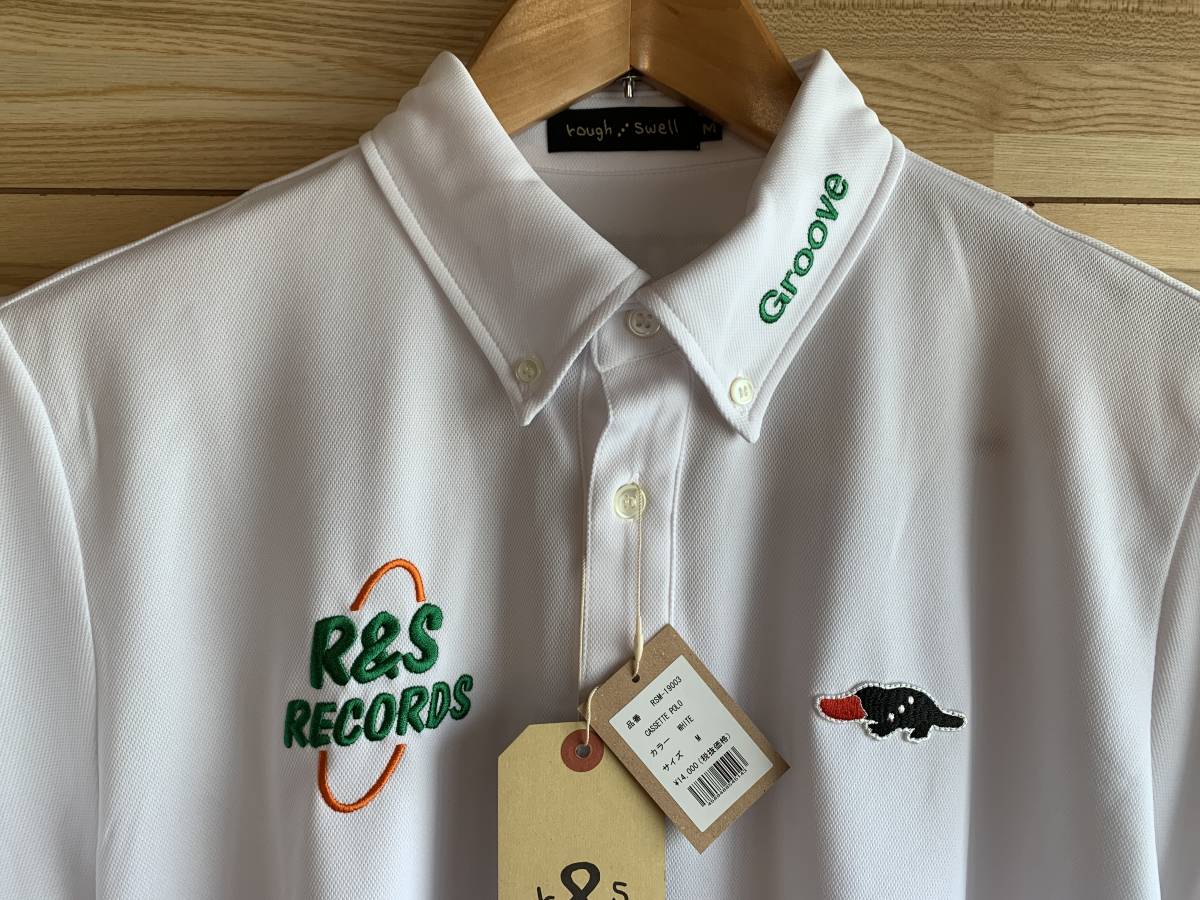 rough swell M
Groove
R&S
RECORDS
品番 RSM-19003
CASSETTE POLO
カラー WHITE
サイズ M
¥14,000(税抜価格)
r&s